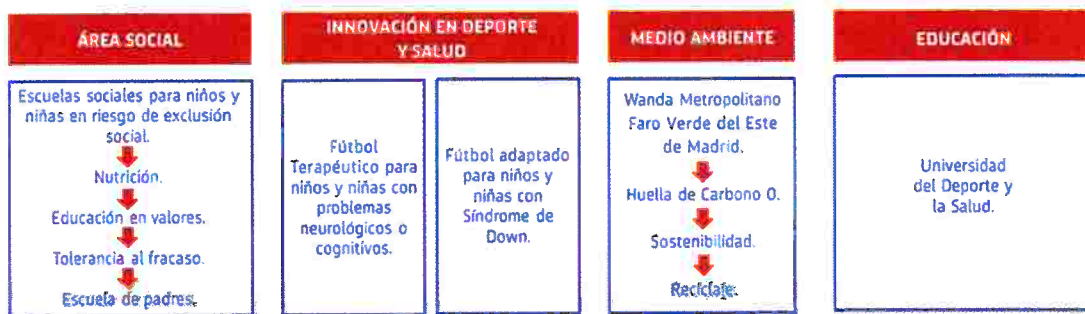 ÁREA SOCIAL
Escuelas sociales para niños y
niñas en riesgo de exclusión
social.
Nutrición.
Educación en valores.
Tolerancia al fracaso.
Escuela de padres.
INNOVACIÓN EN DEPORTE
Y SALUD
Fútbol
Terapéutico para
niños y niñas con
problemas
neurológicos o
cognitivos.
Fútbol adaptado
para niños y
niñas con
Síndrome de
Down.
MEDIO AMBIENTE
Wanda Metropolitano
Faro Verde del Este
de Madrid.
Huella de Carbono 0.
Sostenibilidad.
Reciclaje.
EDUCACIÓN
Universidad
del Deporte y
la Salud.